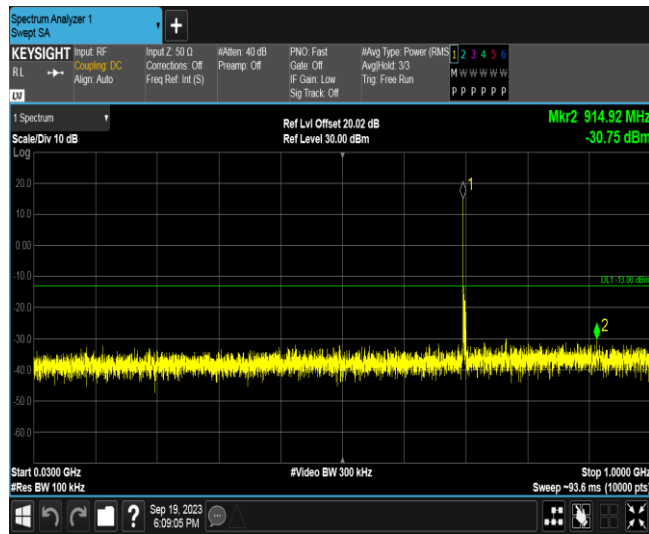 Spectrum Analyzer 1
Swept SA
+
KEYSIGHT
RL
LXI
Input: RF
Coupling: DC
Align: Auto
Input Z: 50 Ω
Corrections: Off
Freq Ref: Int (S)
#Atten: 40 dB
Preamp: Off
PNO: Fast
Gate: Off
IF Gain: Low
Sig Track: Off
#Avg Type: Power (RMS
Avg|Hold: 3/3
Trig: Free Run
1 2 3 4 5 6
M W W W W W
P P P P P P
1 Spectrum
Scale/Div 10 dB
Log
Ref Lvl Offset 20.02 dB
Ref Level 30.00 dBm
Mkr2 914.92 MHz
-30.75 dBm
1
20.0
10.0
0.00
-10.0
DL1 -13.00 dBm
-20.0
2
-30.0
-40.0
-50.0
-60.0
Start 0.0300 GHz
#Res BW 100 kHz
#Video BW 300 kHz
Stop 1.0000 GHz
Sweep ~93.6 ms (10000 pts)
?
Sep 19, 2023
6:09:05 PM